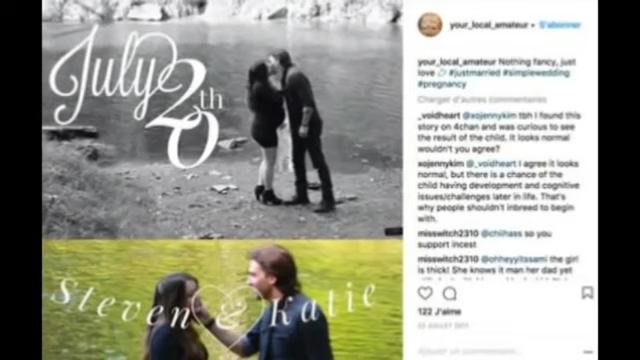 July
20th
Steven & Katie
your_local_amateur • S'abonner
your_local_amateur Nothing fancy, just
love #justmarried #simplewedding
#pregnancy
Charger d'autres commentaires
_voidheart @xojennykim tbh I found this
story on 4chan and was curious to see
the result of the child. It looks normal
wouldn't you agree?
xojennykim @_voidheart I agree it looks
normal, but there is a chance of the
child having development and cognitive
issues/challenges later in life. That's
why people shouldn't inbreed to begin
with.
misswitch2310 @chlihass so you
support incest
misswitch2310 @ohheyyitssami the girl
is thick! She knows it man her dad yet
122 J'aime
Ajouter un commentaire...